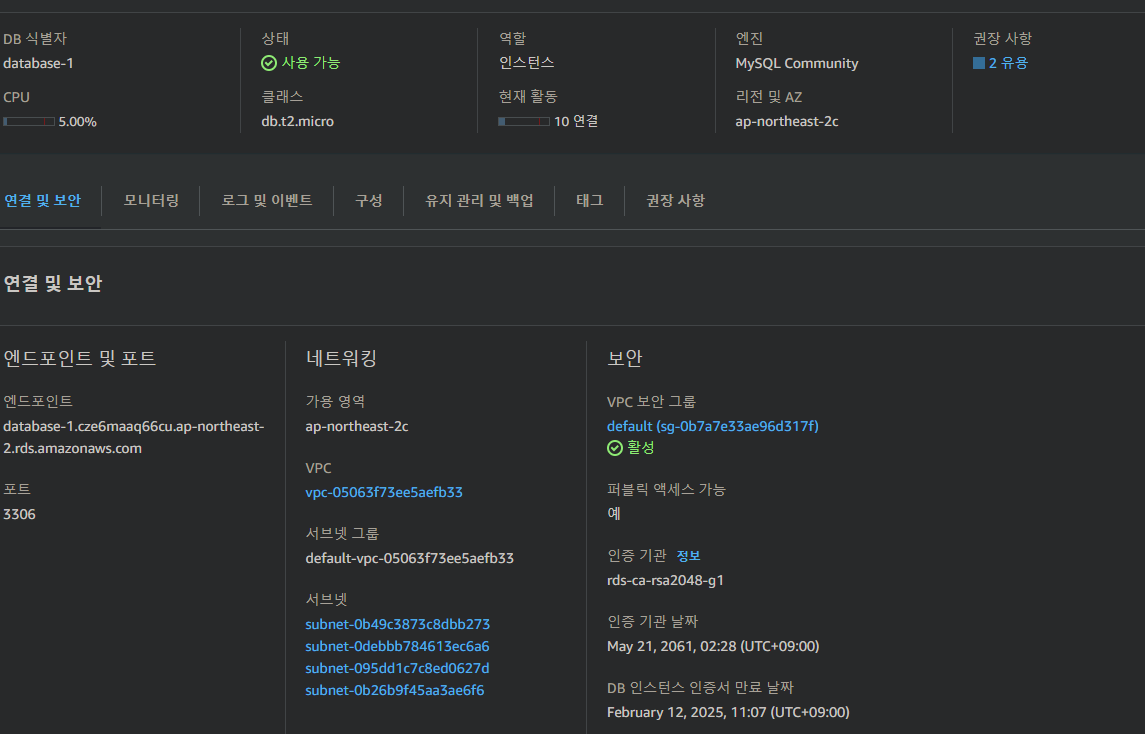 DB 식별자
database-1
CPU
5.00%
상태
사용 가능
클래스
db.t2.micro
역할
인스턴스
현재 활동
10 연결
엔진
MySQL Community
리전 및 AZ
ap-northeast-2c
권장 사항
2 유용
연결 및 보안
모니터링
로그 및 이벤트
구성
유지 관리 및 백업
태그
권장 사항
연결 및 보안
엔드포인트 및 포트
엔드포인트
database-1.cze6maaq66cu.ap-northeast-
2.rds.amazonaws.com
포트
3306
네트워킹
가용 영역
ap-northeast-2c
VPC
vpc-05063f73ee5aefb33
서브넷 그룹
default-vpc-05063f73ee5aefb33
서브넷
subnet-0b49c3873c8dbb273
subnet-0debbb784613ec6a6
subnet-095dd1c7c8ed0627d
subnet-0b26b9f45aa3ae6f6
보안
VPC 보안 그룹
default (sg-0b7a7e33ae96d317f)
활성
퍼블릭 액세스 가능
예
인증 기관 정보
rds-ca-rsa2048-g1
인증 기관 날짜
May 21, 2061, 02:28 (UTC+09:00)
DB 인스턴스 인증서 만료 날짜
February 12, 2025, 11:07 (UTC+09:00)